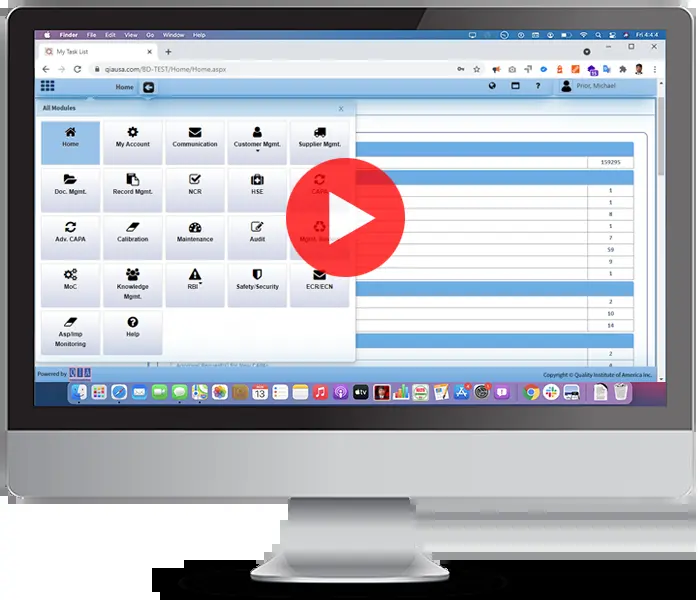 Finder File Edit View Go Window Help Fri 4:44
My Task List
qiausa.com/BD-TEST/Home/Home.aspx
Home ? Prior, Michael
All Modules X
Home My Account Communication Customer Mgmt. Supplier Mgmt.
159295
Doc. Mgmt. Record Mgmt. NCR HSE CAPA
1
1
8
1
Adv. CAPA Calibration Maintenance Audit Mgmt.
7
59
9
1
MoC Knowledge RBI Safety/Security ECR/ECN
Mgmt.
2
10
14
Asp/Imp Help
Monitoring
2
Powered by QIA Copyright © Quality Institute of America Inc.
13